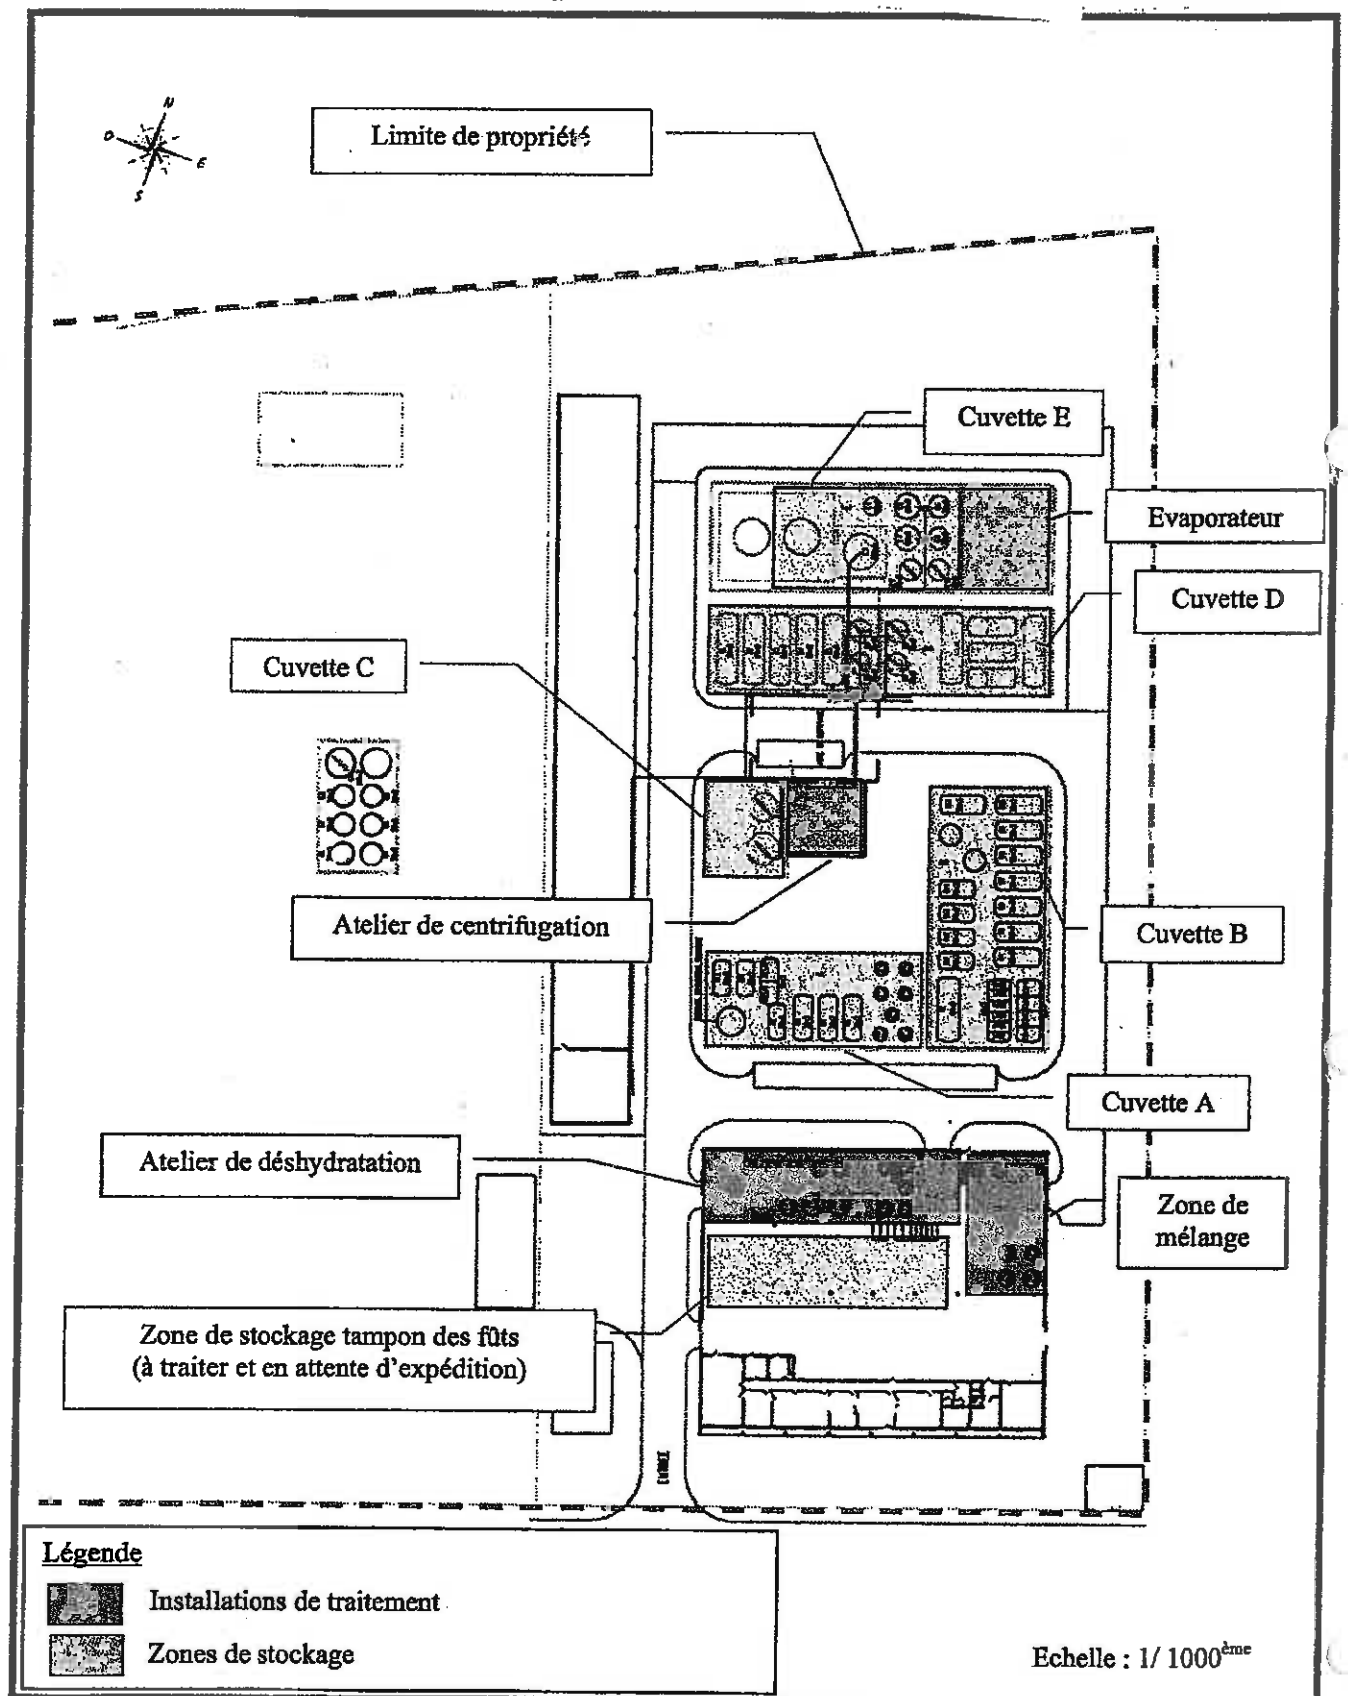 N
O
E
S
Limite de propriété
Cuvette E
Evaporateur
Cuvette D
Cuvette C
Atelier de centrifugation
Cuvette B
Cuvette A
Atelier de déshydratation
Zone de
mélange
Zone de stockage tampon des fûts
(à traiter et en attente d'expédition)
Légende
Installations de traitement
Zones de stockage
Echelle : 1/ 1000ème